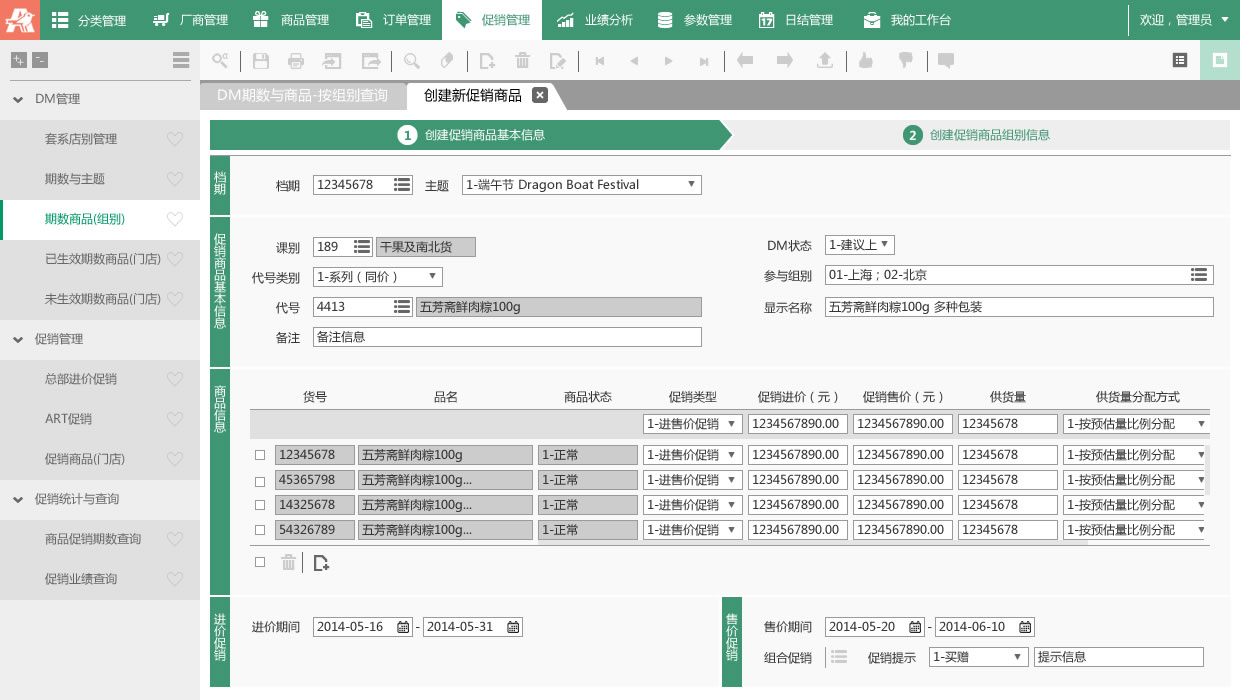 分类管理 厂商管理 商品管理 订单管理 促销管理 业绩分析 参数管理 日结管理 我的工作台 欢迎，管理员
DM管理
套系店别管理
期数与主题
期数商品(组别)
已生效期数商品(门店)
未生效期数商品(门店)
促销管理
总部进价促销
ART促销
促销商品(门店)
促销统计与查询
商品促销期数查询
促销业绩查询
DM期数与商品-按组别查询 创建新促销商品
1 创建促销商品基本信息 2 创建促销商品组别信息
档期
档期 12345678 主题 1-端午节 Dragon Boat Festival
促销商品基本信息
课别 189 干果及南北货 DM状态 1-建议上
代号类别 1-系列（同价） 参与组别 01-上海；02-北京
代号 4413 五芳斋鲜肉粽100g 显示名称 五芳斋鲜肉粽100g 多种包装
备注 备注信息
商品信息
货号 品名 商品状态 促销类型 促销进价（元） 促销售价（元） 供货量 供货量分配方式
1-进售价促销 1234567890.00 1234567890.00 12345678 1-按预估量比例分配
12345678 五芳斋鲜肉粽100g 1-正常 1-进售价促销 1234567890.00 1234567890.00 12345678 1-按预估量比例分配
45365798 五芳斋鲜肉粽100g... 1-正常 1-进售价促销 1234567890.00 1234567890.00 12345678 1-按预估量比例分配
14325678 五芳斋鲜肉粽100g... 1-正常 1-进售价促销 1234567890.00 1234567890.00 12345678 1-按预估量比例分配
54326789 五芳斋鲜肉粽100g... 1-正常 1-进售价促销 1234567890.00 1234567890.00 12345678 1-按预估量比例分配
进价促销
进价期间 2014-05-16 - 2014-05-31
售价促销
售价期间 2014-05-20 - 2014-06-10
组合促销 促销提示 1-买赠 提示信息